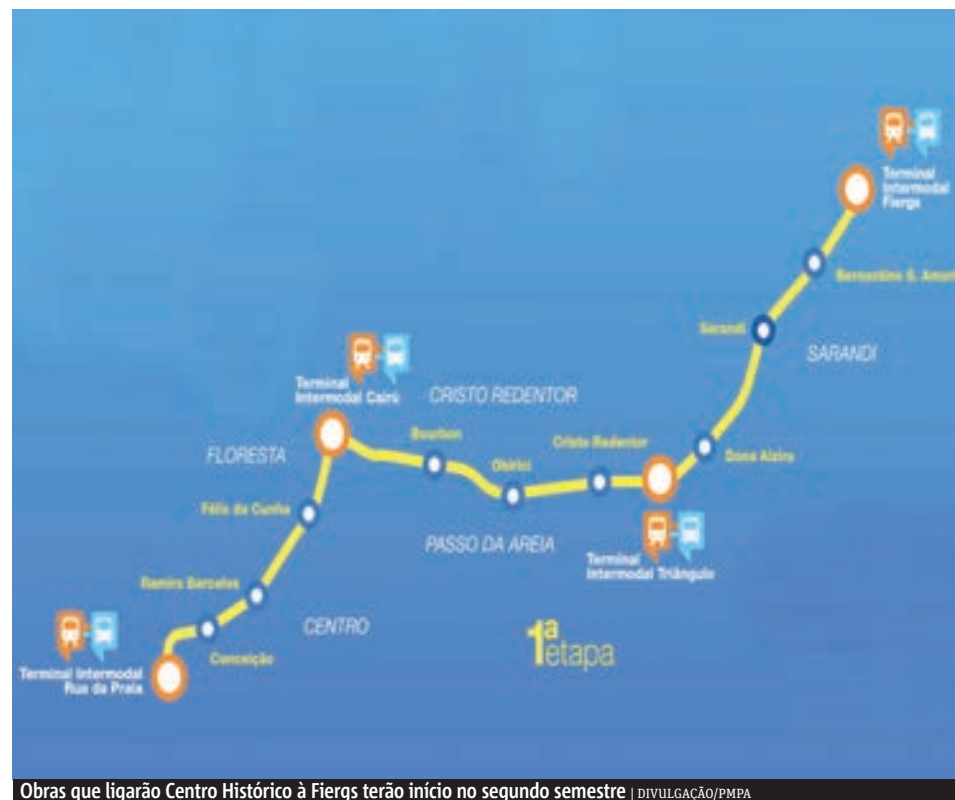 Terminal
Intermodal
Fiergs
Bernardino S. Amorim
Sarandi
SARANDI
Terminal
Intermodal Cairú
CRISTO REDENTOR
Bourbon
Cristo Redentor
Obirici
Dona Alzira
FLORESTA
Félix da Cunha
PASSO DA AREIA
Terminal
Intermodal Triângulo
Ramiro Barcelos
CENTRO
1ª
etapa
Conceição
Terminal Intermodal
Rua da Praia
Obras que ligarão Centro Histórico à Fiergs terão início no segundo semestre | DIVULGAÇÃO/PMPA